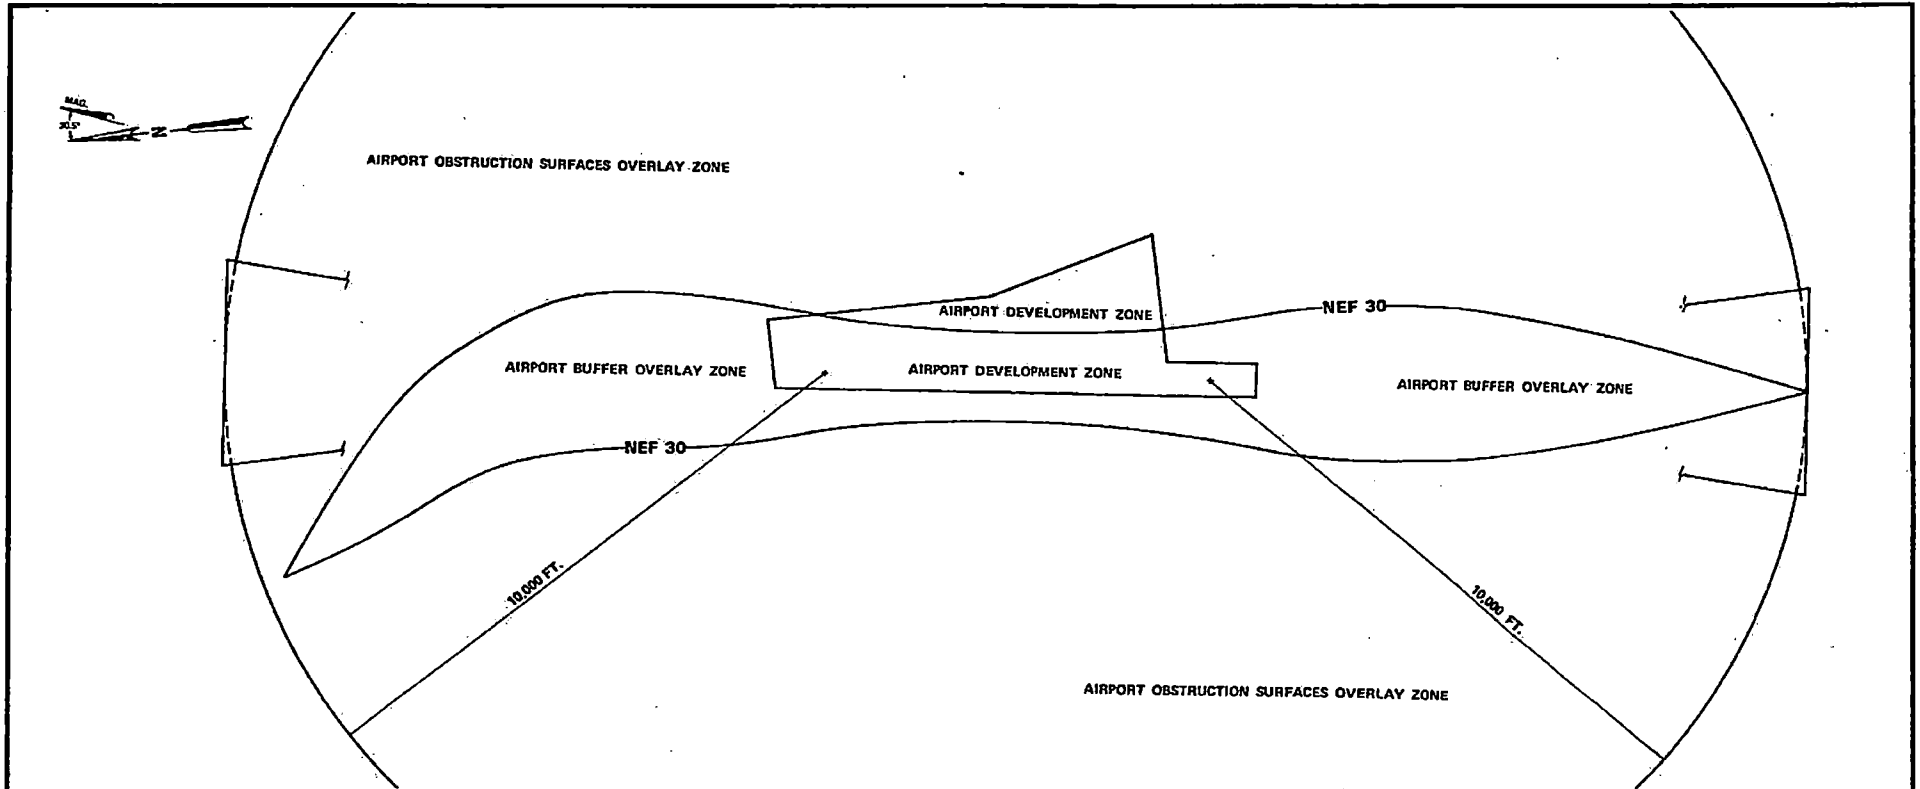 MAG.
20.5°
N
AIRPORT OBSTRUCTION SURFACES OVERLAY ZONE
NEF 30
AIRPORT DEVELOPMENT ZONE
AIRPORT BUFFER OVERLAY ZONE
AIRPORT DEVELOPMENT ZONE
AIRPORT BUFFER OVERLAY ZONE
NEF 30
10,000 FT.
10,000 FT.
AIRPORT OBSTRUCTION SURFACES OVERLAY ZONE